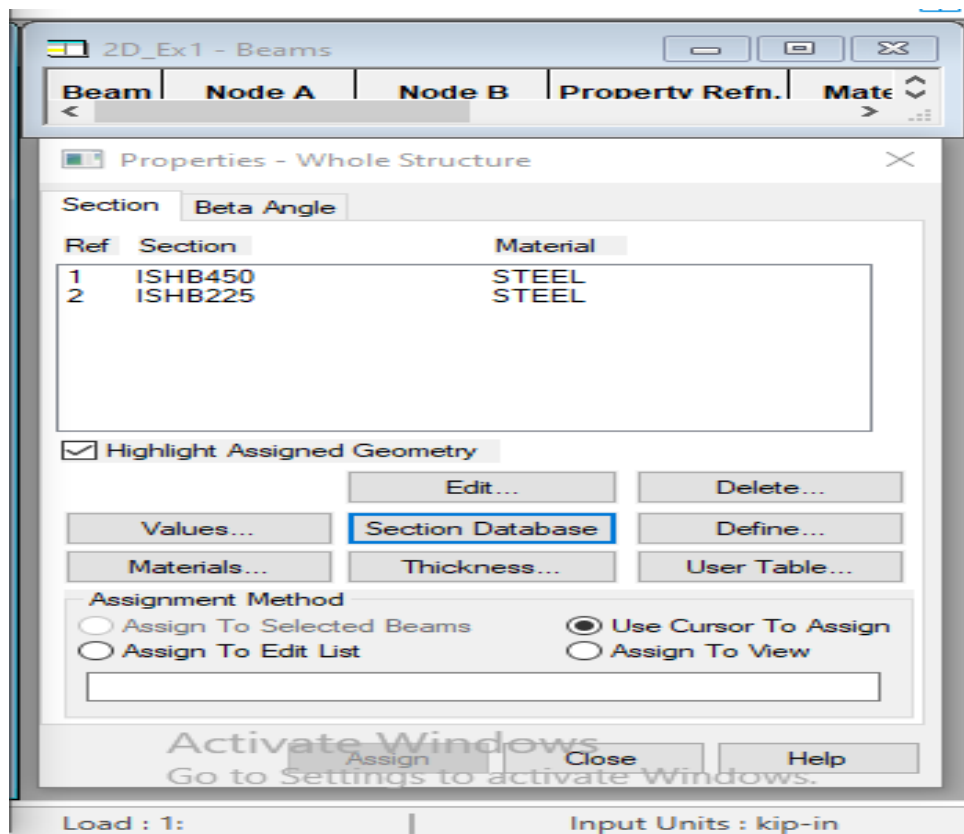 2D_Ex1 - Beams
Beam Node A Node B Property Refn. Mate
Properties - Whole Structure
Section Beta Angle
Ref Section Material
1 ISHB450 STEEL
2 ISHB225 STEEL
Highlight Assigned Geometry
Edit... Delete...
Values... Section Database Define...
Materials... Thickness... User Table...
Assignment Method
Assign To Selected Beams Use Cursor To Assign
Assign To Edit List Assign To View
Activate Windows
Assign Close Help
Go to Settings to activate Windows.
Load : 1: Input Units : kip-in